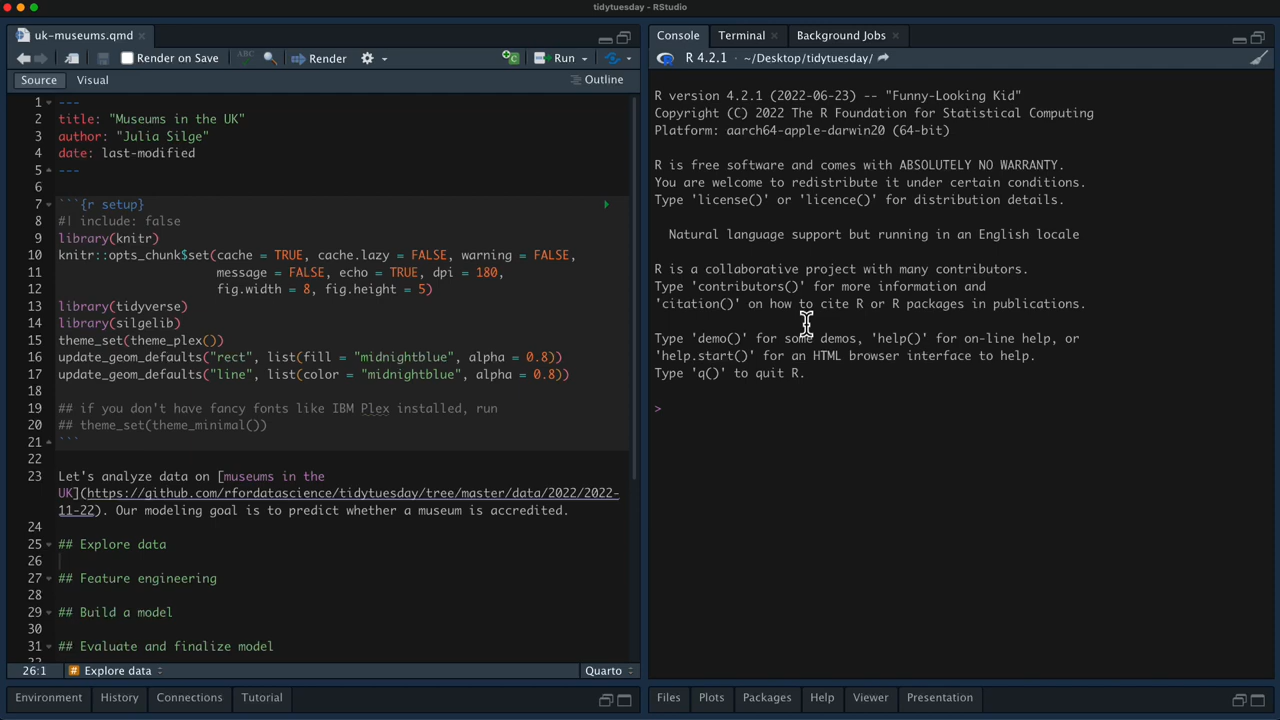 tidytuesday - RStudio
uk-museums.qmd
Render on Save
ABC
Render
Run
Source
Visual
Outline
1 ---
2 title: "Museums in the UK"
3 author: "Julia Silge"
4 date: last-modified
5 ---
6
7 ```{r setup}
8 #| include: false
9 library(knitr)
10 knitr::opts_chunk$set(cache = TRUE, cache.lazy = FALSE, warning = FALSE,
11 message = FALSE, echo = TRUE, dpi = 180,
12 fig.width = 8, fig.height = 5)
13 library(tidyverse)
14 library(silgelib)
15 theme_set(theme_plex())
16 update_geom_defaults("rect", list(fill = "midnightblue", alpha = 0.8))
17 update_geom_defaults("line", list(color = "midnightblue", alpha = 0.8))
18
19 ## if you don't have fancy fonts like IBM Plex installed, run
20 ## theme_set(theme_minimal())
21 ```
22
23 Let's analyze data on [museums in the
UK](https://github.com/rfordatascience/tidytuesday/tree/master/data/2022/2022-
11-22). Our modeling goal is to predict whether a museum is accredited.
24
25 ## Explore data
26
27 ## Feature engineering
28
29 ## Build a model
30
31 ## Evaluate and finalize model
26:1
# Explore data
Quarto
Environment
History
Connections
Tutorial
Console
Terminal
Background Jobs
R 4.2.1 · ~/Desktop/tidytuesday/
R version 4.2.1 (2022-06-23) -- "Funny-Looking Kid"
Copyright (C) 2022 The R Foundation for Statistical Computing
Platform: aarch64-apple-darwin20 (64-bit)
R is free software and comes with ABSOLUTELY NO WARRANTY.
You are welcome to redistribute it under certain conditions.
Type 'license()' or 'licence()' for distribution details.
Natural language support but running in an English locale
R is a collaborative project with many contributors.
Type 'contributors()' for more information and
'citation()' on how to cite R or R packages in publications.
Type 'demo()' for some demos, 'help()' for on-line help, or
'help.start()' for an HTML browser interface to help.
Type 'q()' to quit R.
>
Files
Plots
Packages
Help
Viewer
Presentation